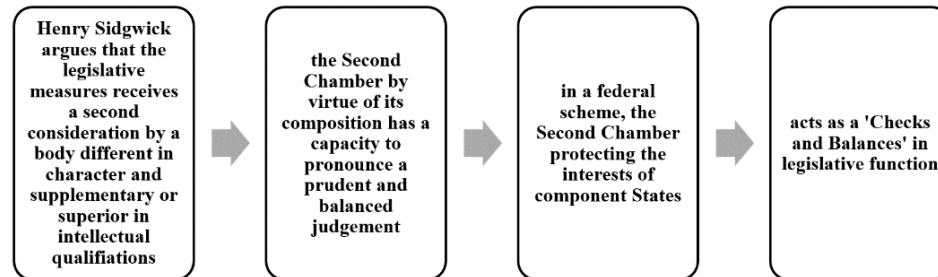 Henry Sidgwick
argues that the
legislative
measures receives
a second
consideration by a
body different in
character and
supplementary or
superior in
intellectual
qualifiations
the Second
Chamber by
virtue of its
composition has a
capacity to
pronounce a
prudent and
balanced
judgement
in a federal
scheme, the
Second Chamber
protecting the
interests of
component States
acts as a 'Checks
and Balances' in
legislative function